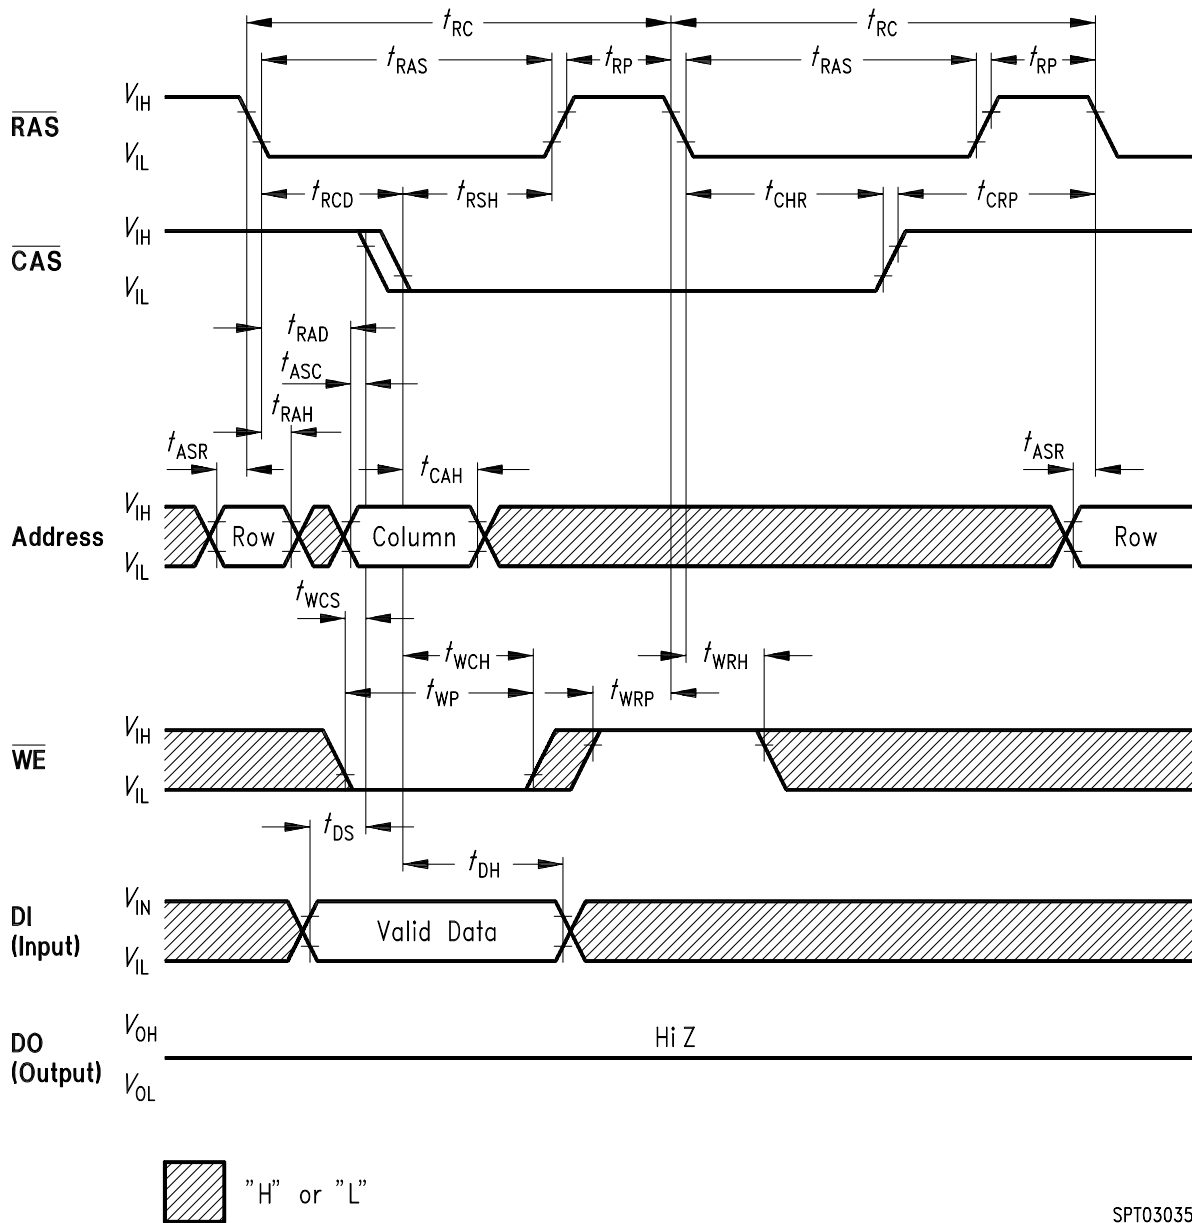 tRC tRC
tRAS tRP tRAS tRP
RAS VIH
VIL
tRCD tRSH tCHR tCRP
CAS VIH
VIL
tRAD
tASC
tRAH
tASR tCAH tASR
Address VIH Row Column Row
VIL
tWCS
tWCH tWRH
tWP tWRP
WE VIH
VIL
tDS
tDH
DI (Input) VIN Valid Data
VIL
DO (Output) VOH Hi Z
VOL
"H" or "L"
SPT03035